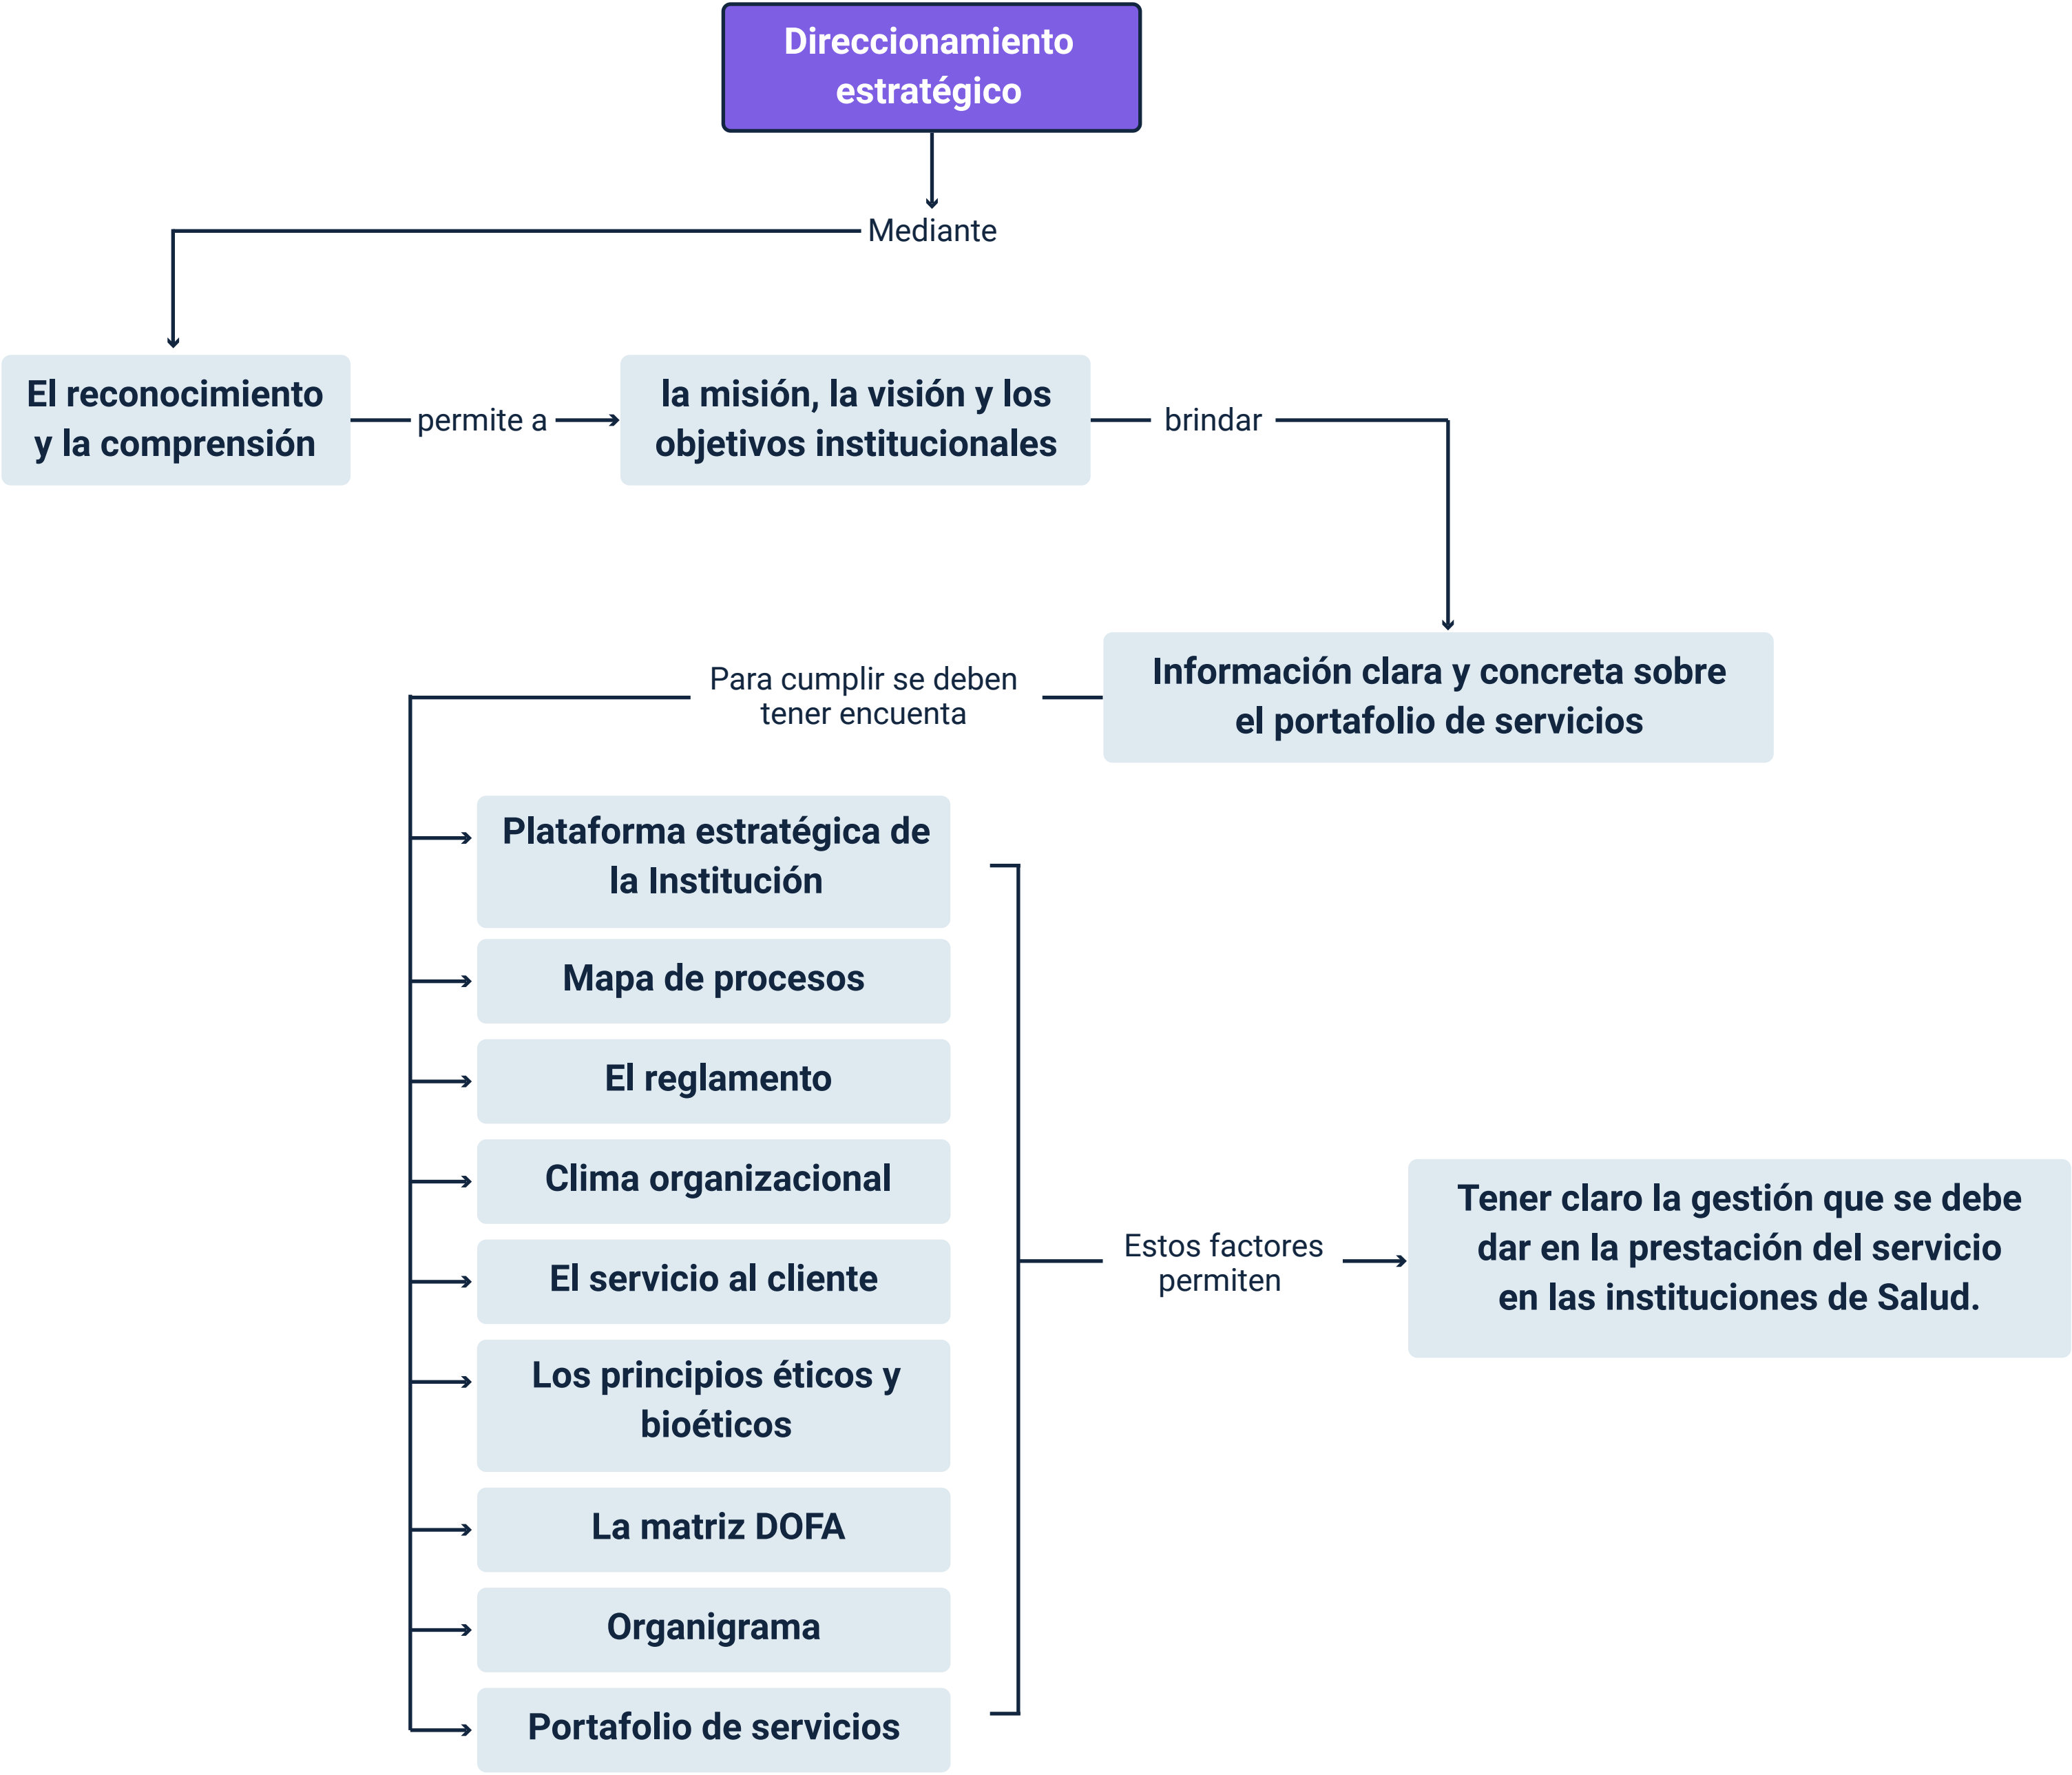 Direccionamiento
estratégico
Mediante
El reconocimiento
y la comprensión
permite a
la misión, la visión y los
objetivos institucionales
brindar
Información clara y concreta sobre
el portafolio de servicios
Para cumplir se deben
tener encuenta
Plataforma estratégica de
la Institución
Mapa de procesos
El reglamento
Clima organizacional
El servicio al cliente
Los principios éticos y
bioéticos
La matriz DOFA
Organigrama
Portafolio de servicios
Estos factores
permiten
Tener claro la gestión que se debe
dar en la prestación del servicio
en las instituciones de Salud.